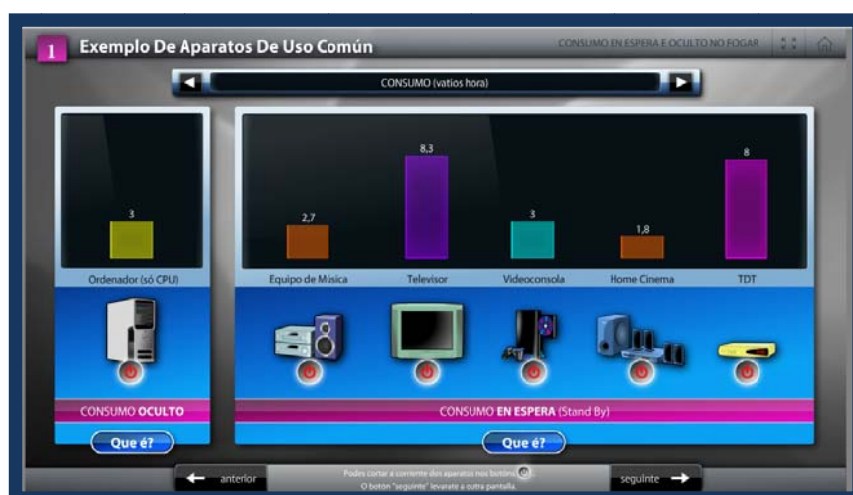 1 Exemplo De Aparatos De Uso Común
CONSUMO EN ESPERA E OCULTO NO FOGAR
CONSUMO (vatios hora)
3
Ordenador (só CPU)
CONSUMO OCULTO
Que é?
2,7
8,3
3
1,8
8
Equipo de Música
Televisor
Videoconsola
Home Cinema
TDT
CONSUMO EN ESPERA (Stand By)
Que é?
anterior
Podes cortar a corrente dos aparatos nos botóns
O botón "seguinte" levarate a outra pantalla.
seguinte